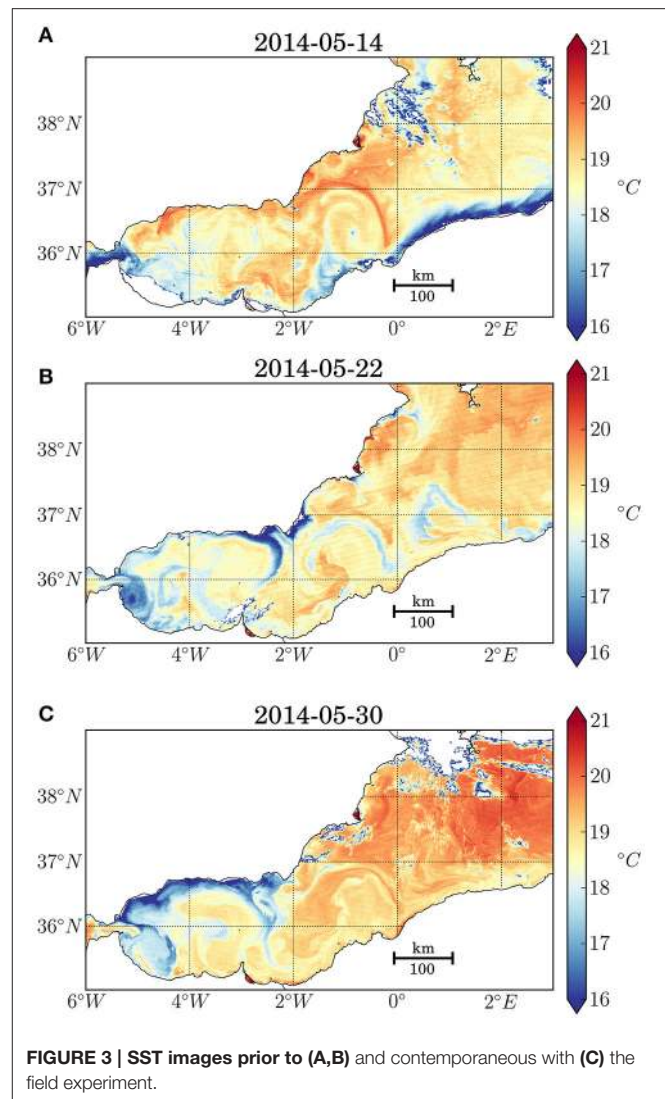 A
2014-05-14
38°N
37°N
36°N
6°W
4°W
2°W
0°
2°E
km
100
21
20
19
18
17
16
°C
B
2014-05-22
38°N
37°N
36°N
6°W
4°W
2°W
0°
2°E
km
100
21
20
19
18
17
16
°C
C
2014-05-30
38°N
37°N
36°N
6°W
4°W
2°W
0°
2°E
km
100
21
20
19
18
17
16
°C
FIGURE 3 | SST images prior to (A,B) and contemporaneous with (C) the
field experiment.